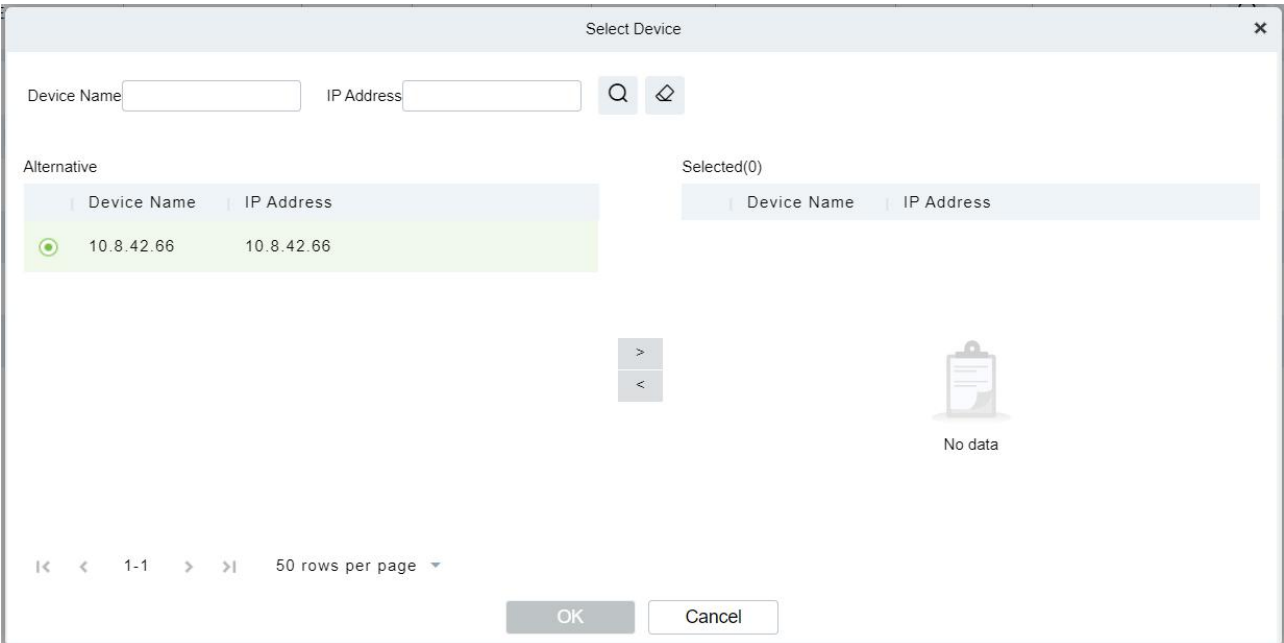 Select Device ×
Device Name IP Address
Alternative
Device Name IP Address
10.8.42.66 10.8.42.66
Selected(0)
Device Name IP Address
>
<
No data
|< < 1-1 > >| 50 rows per page
OK Cancel